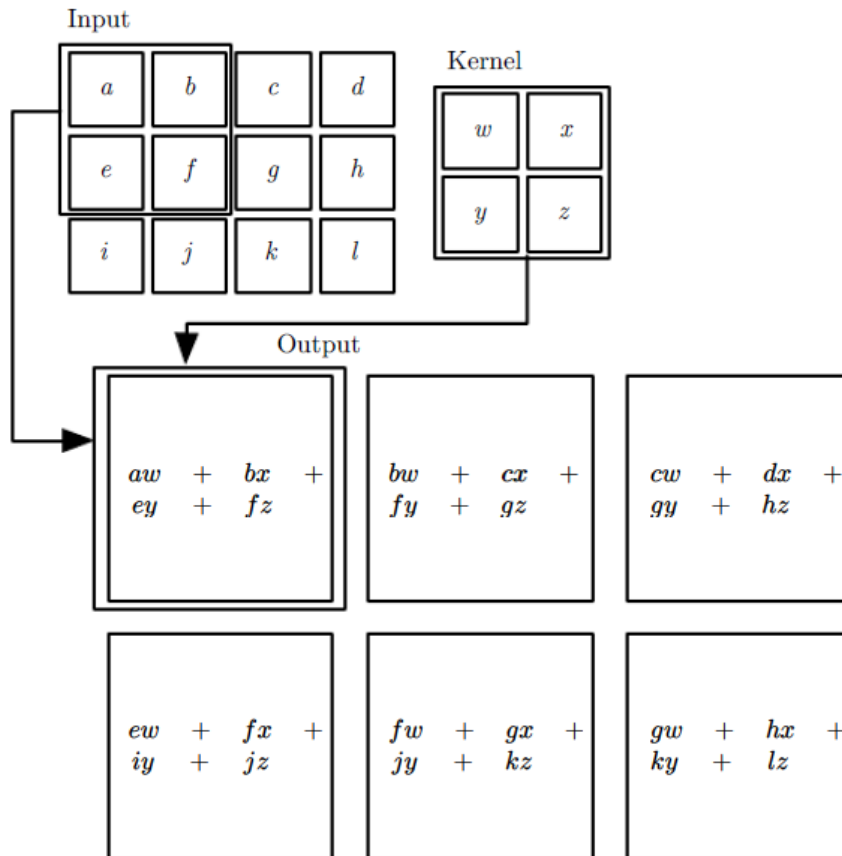 Input
a b c d
e f g h
i j k l
Kernel
w x
y z
Output
aw + bx +
ey + fz
bw + cx +
fy + gz
cw + dx +
gy + hz
ew + fx +
iy + jz
fw + gx +
jy + kz
gw + hx +
ky + lz